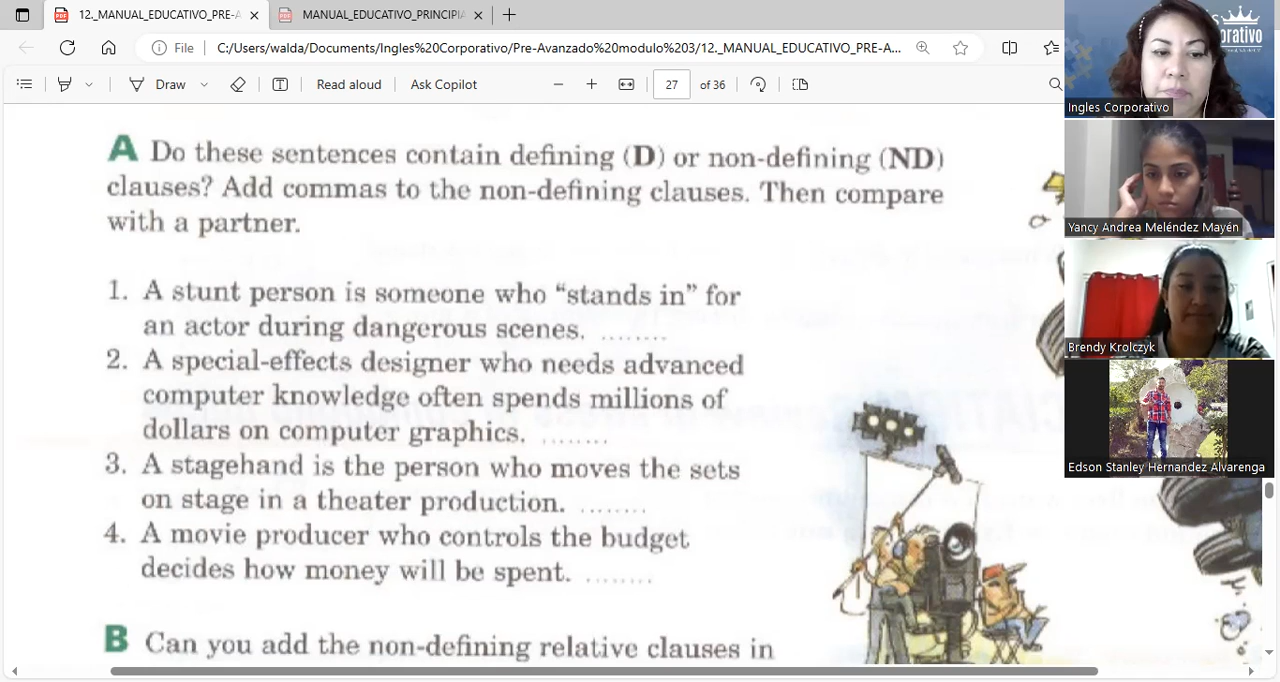 12._MANUAL_EDUCATIVO_PRE-A
MANUAL_EDUCATIVO_PRINCIPIA
File
C:/Users/walda/Documents/Ingles%20Corporativo/Pre-Avanzado%20modulo%203/12._MANUAL_EDUCATIVO_PRE-A...
Draw
Read aloud
Ask Copilot
27 of 36
A Do these sentences contain defining (D) or non-defining (ND)
clauses? Add commas to the non-defining clauses. Then compare
with a partner.
1. A stunt person is someone who “stands in” for
an actor during dangerous scenes. ........
2. A special-effects designer who needs advanced
computer knowledge often spends millions of
dollars on computer graphics. ........
3. A stagehand is the person who moves the sets
on stage in a theater production. ........
4. A movie producer who controls the budget
decides how money will be spent. ........
B Can you add the non-defining relative clauses in
Ingles Corporativo
Yancy Andrea Meléndez Mayén
Brendy Krolczyk
Edson Stanley Hernandez Alvarenga